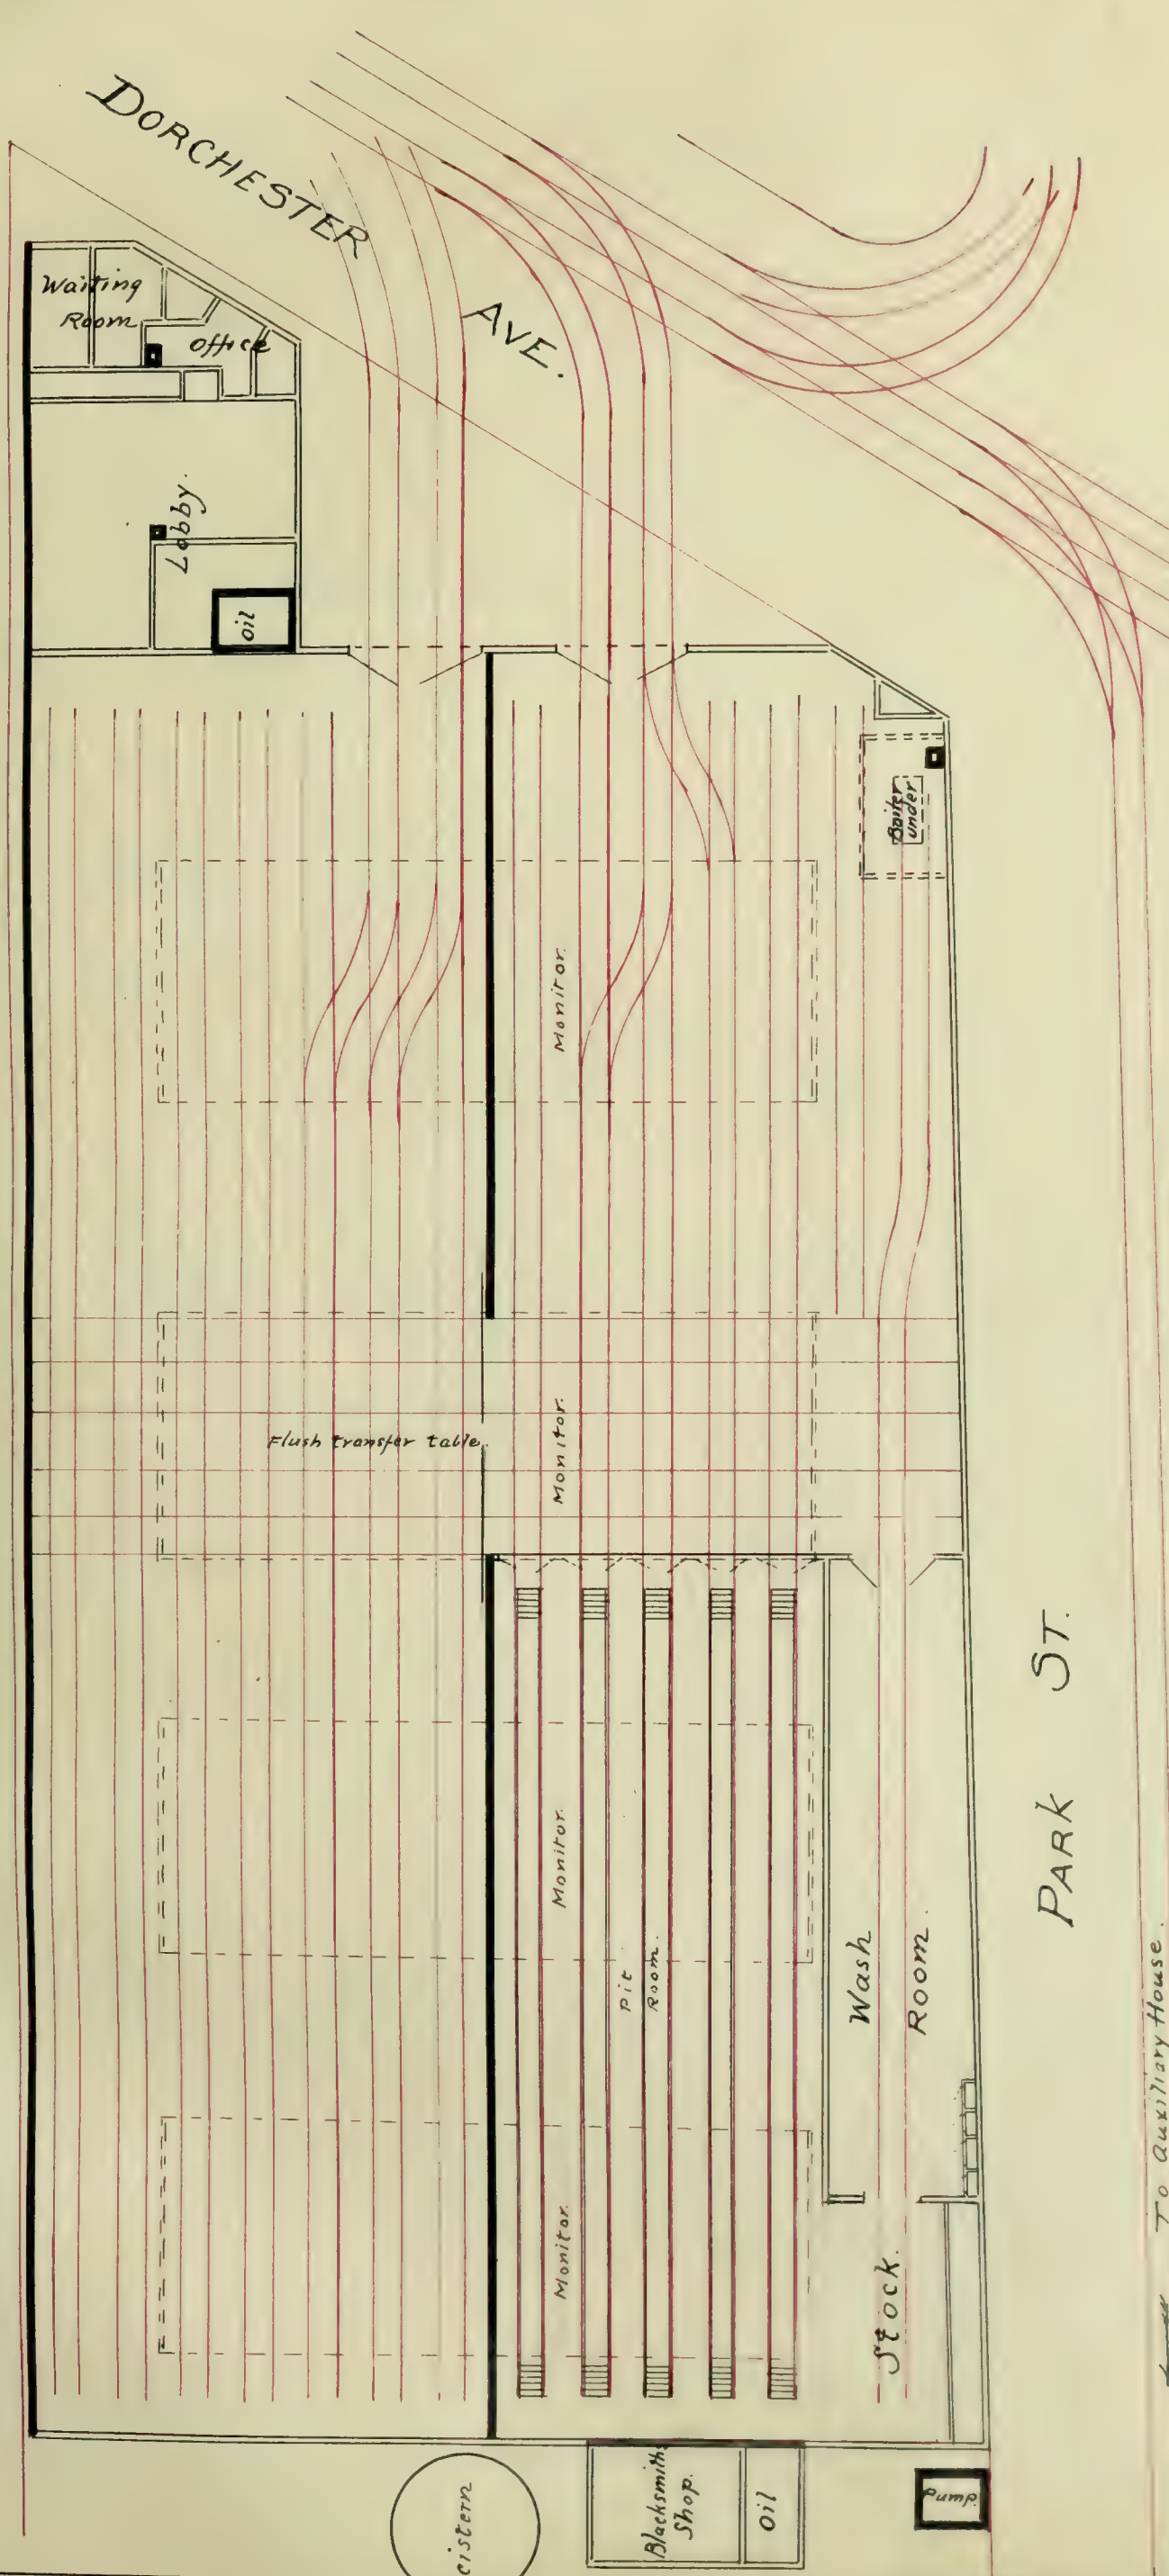 DORCHESTER
AVE.
Waiting
Room
Office
Lobby.
Oil
Boiler
under
Monitor.
Flush transfer table.
Monitor.
Monitor.
Pit
Room.
Wash
ROOM.
PARK ST.
To Auxiliary House.
Monitor.
Stock.
cistern
Blacksmiths
Shop.
Oil
Pump.